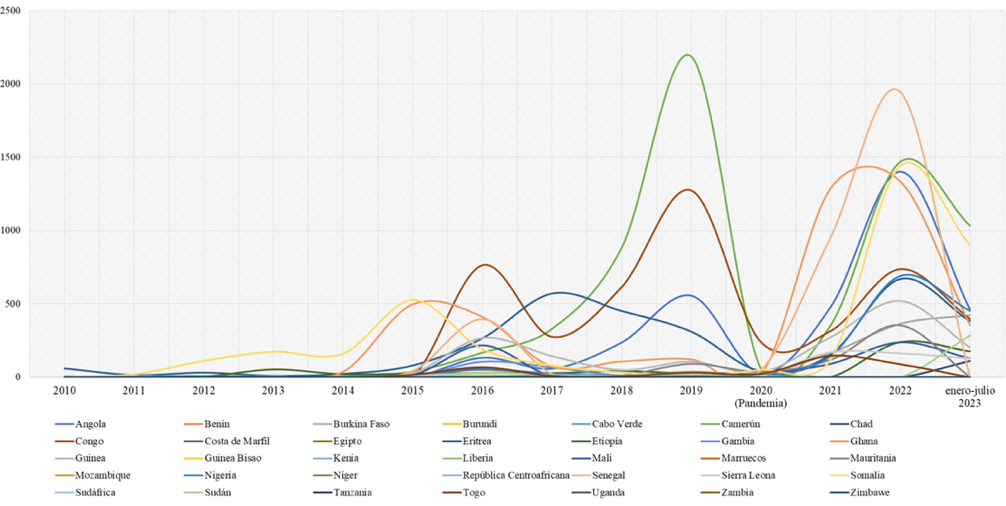 2500
2000
1500
1000
500
0
2010 2011 2012 2013 2014 2015 2016 2017 2018 2019 2020 2021 2022 enero-julio
(Pandemia) 2023
Angola Benin Burkina Faso Burundi Cabo Verde Camerún Chad
Congo Costa de Marfil Egipto Eritrea Etiopía Gambia Ghana
Guinea Guinea Bisao Kenia Liberia Mali Marruecos Mauritania
Mozambique Nigeria Níger República Centroafricana Senegal Sierra Leona Somalia
Sudáfrica Sudán Tanzania Togo Uganda Zambia Zimbawe